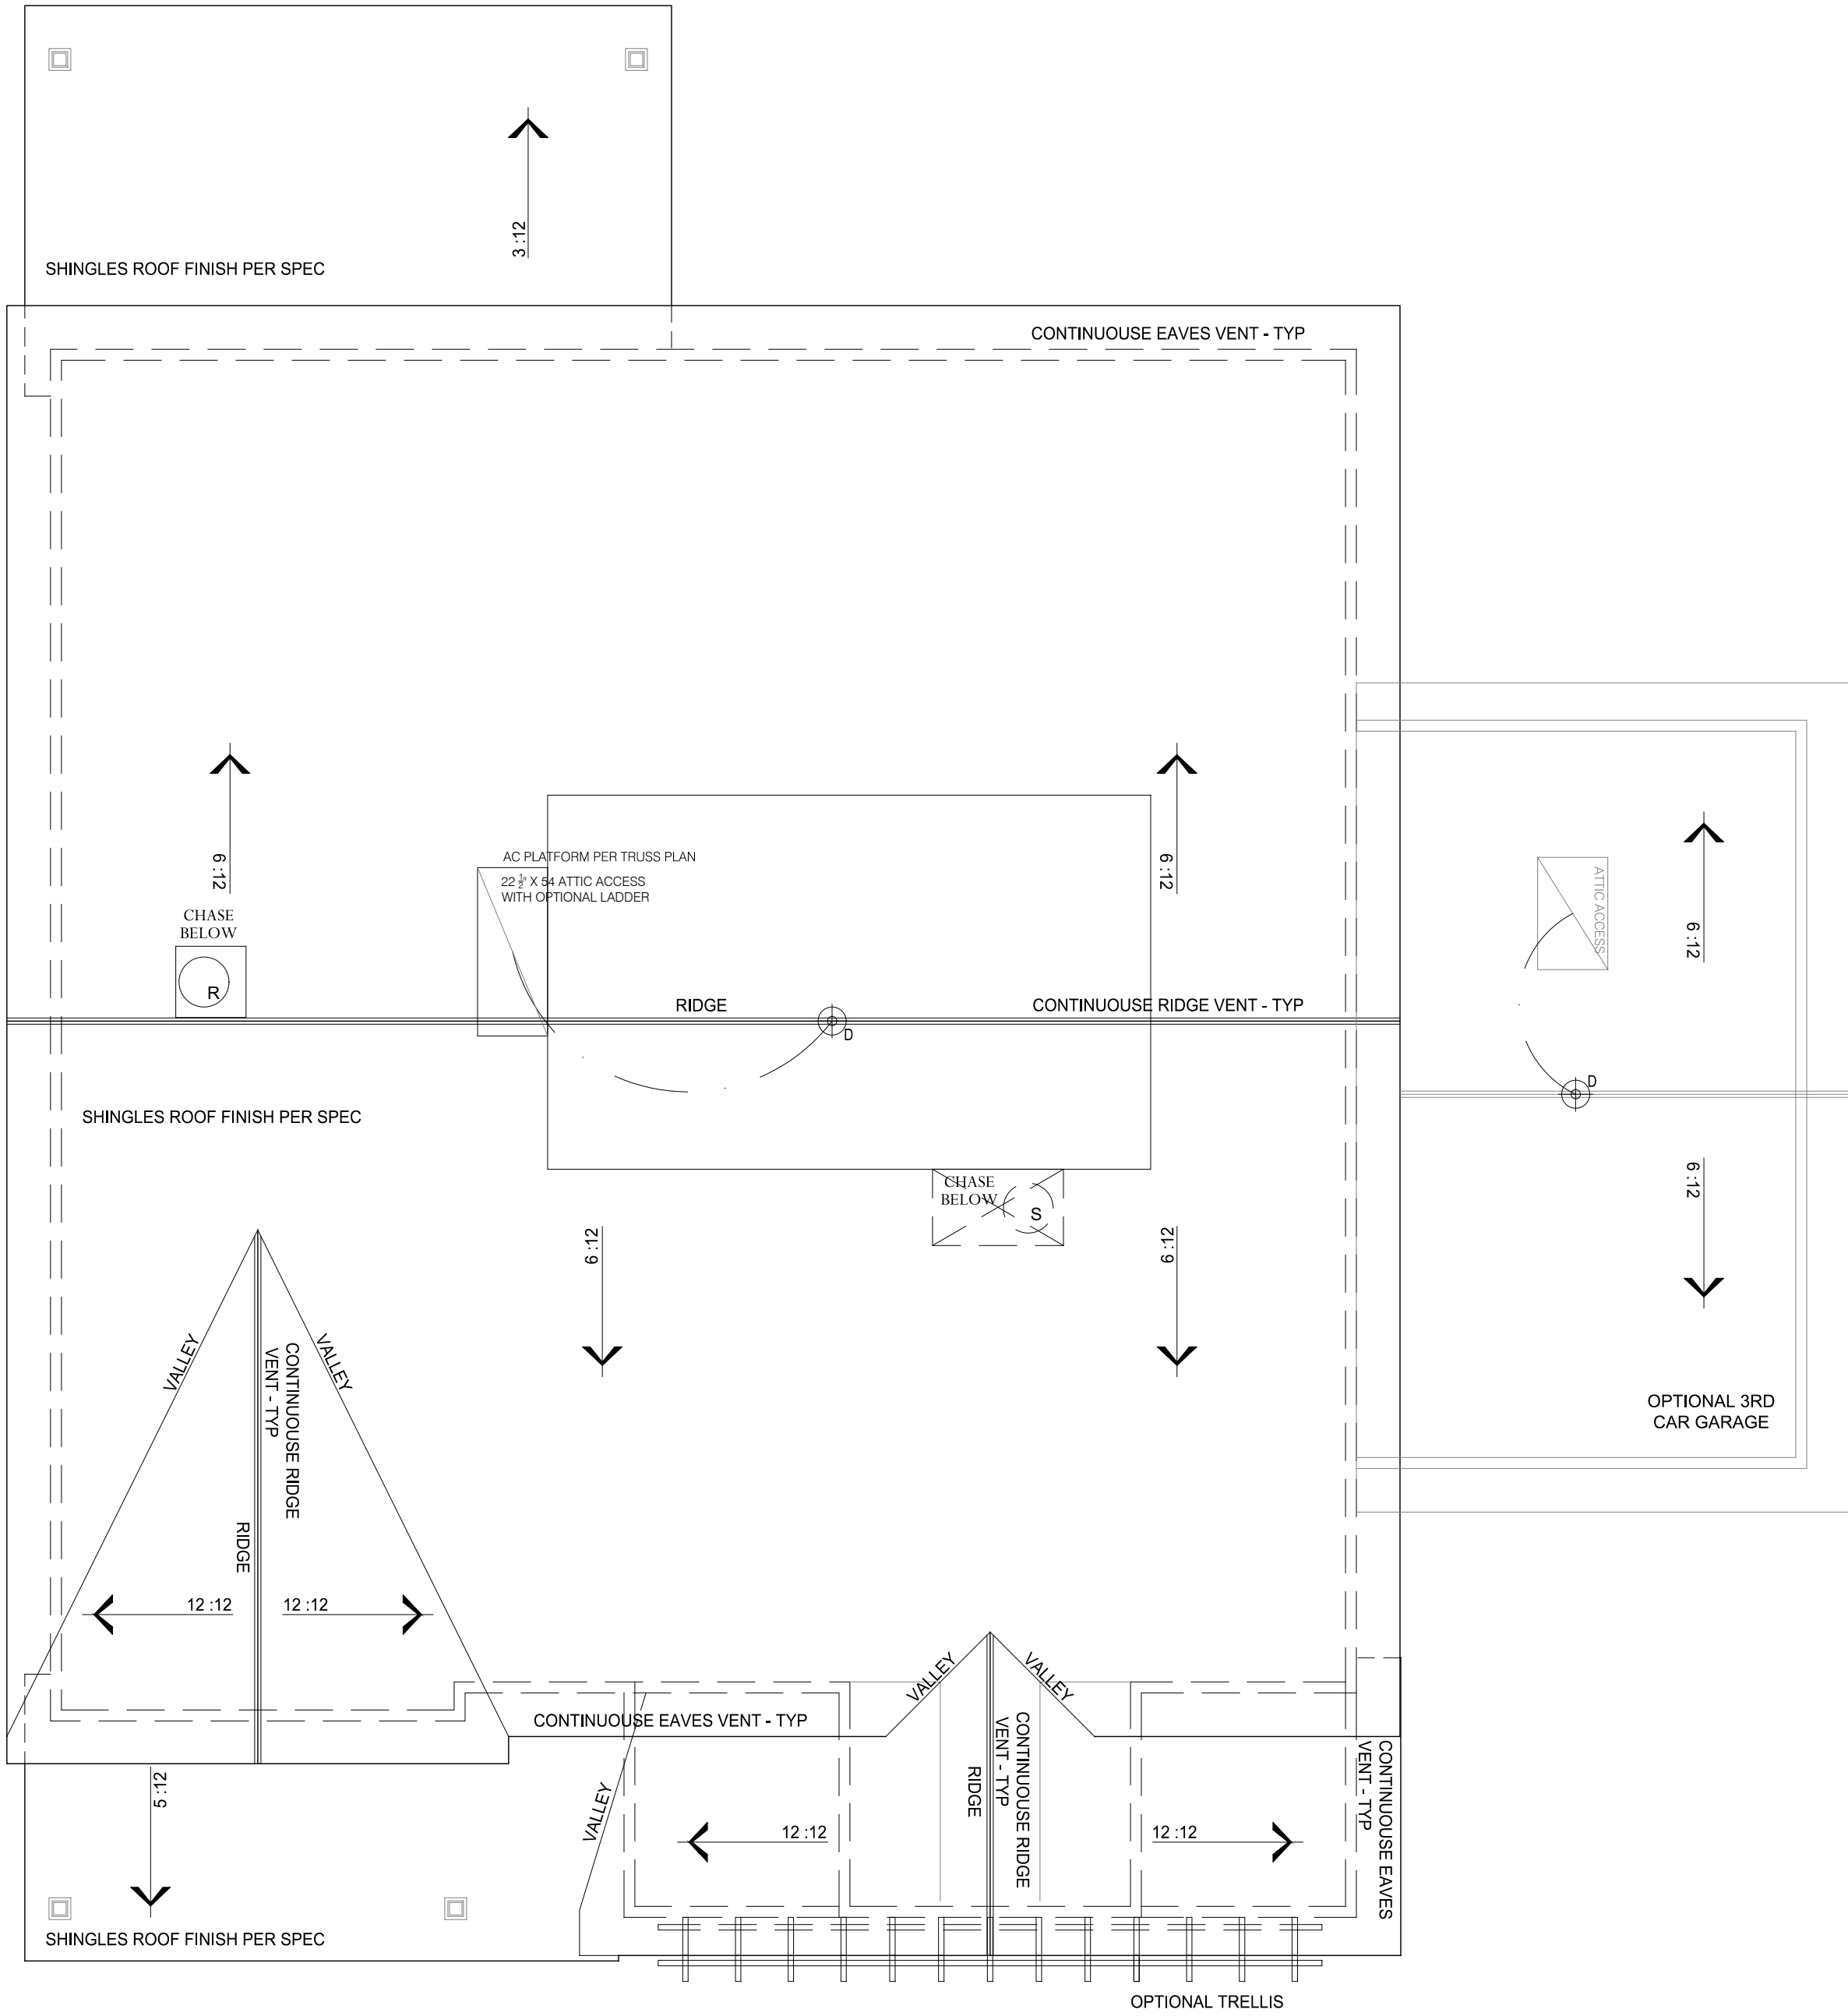 3 :12
SHINGLES ROOF FINISH PER SPEC
CONTINUOUSE EAVES VENT - TYP
6 :12
6 :12
AC PLATFORM PER TRUSS PLAN
22 ½" X 54 ATTIC ACCESS
WITH OPTIONAL LADDER
ATTIC ACCESS
6 :12
CHASE
BELOW
R
RIDGE
CONTINUOUSE RIDGE VENT - TYP
D
D
SHINGLES ROOF FINISH PER SPEC
CHASE
BELOW
S
6 :12
6 :12
6 :12
VALLEY
VALLEY
CONTINUOUSE RIDGE
VENT - TYP
RIDGE
OPTIONAL 3RD
CAR GARAGE
12 :12
12 :12
VALLEY
VALLEY
CONTINUOUSE EAVES VENT - TYP
5 :12
VALLEY
RIDGE
CONTINUOUSE RIDGE
VENT - TYP
CONTINUOUSE EAVES
VENT - TYP
12 :12
12 :12
SHINGLES ROOF FINISH PER SPEC
OPTIONAL TRELLIS